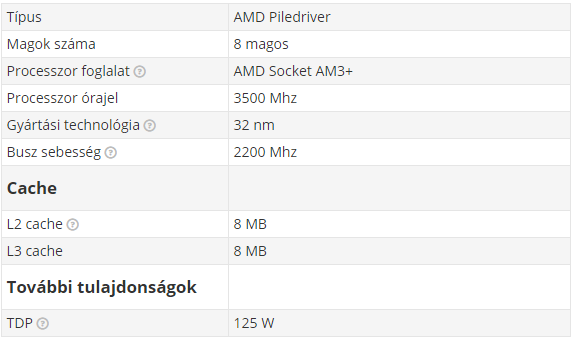 Típus AMD Piledriver
Magok száma 8 magos
Processzor foglalat AMD Socket AM3+
Processzor órajel 3500 Mhz
Gyártási technológia 32 nm
Busz sebesség 2200 Mhz
Cache
L2 cache 8 MB
L3 cache 8 MB
További tulajdonságok
TDP 125 W